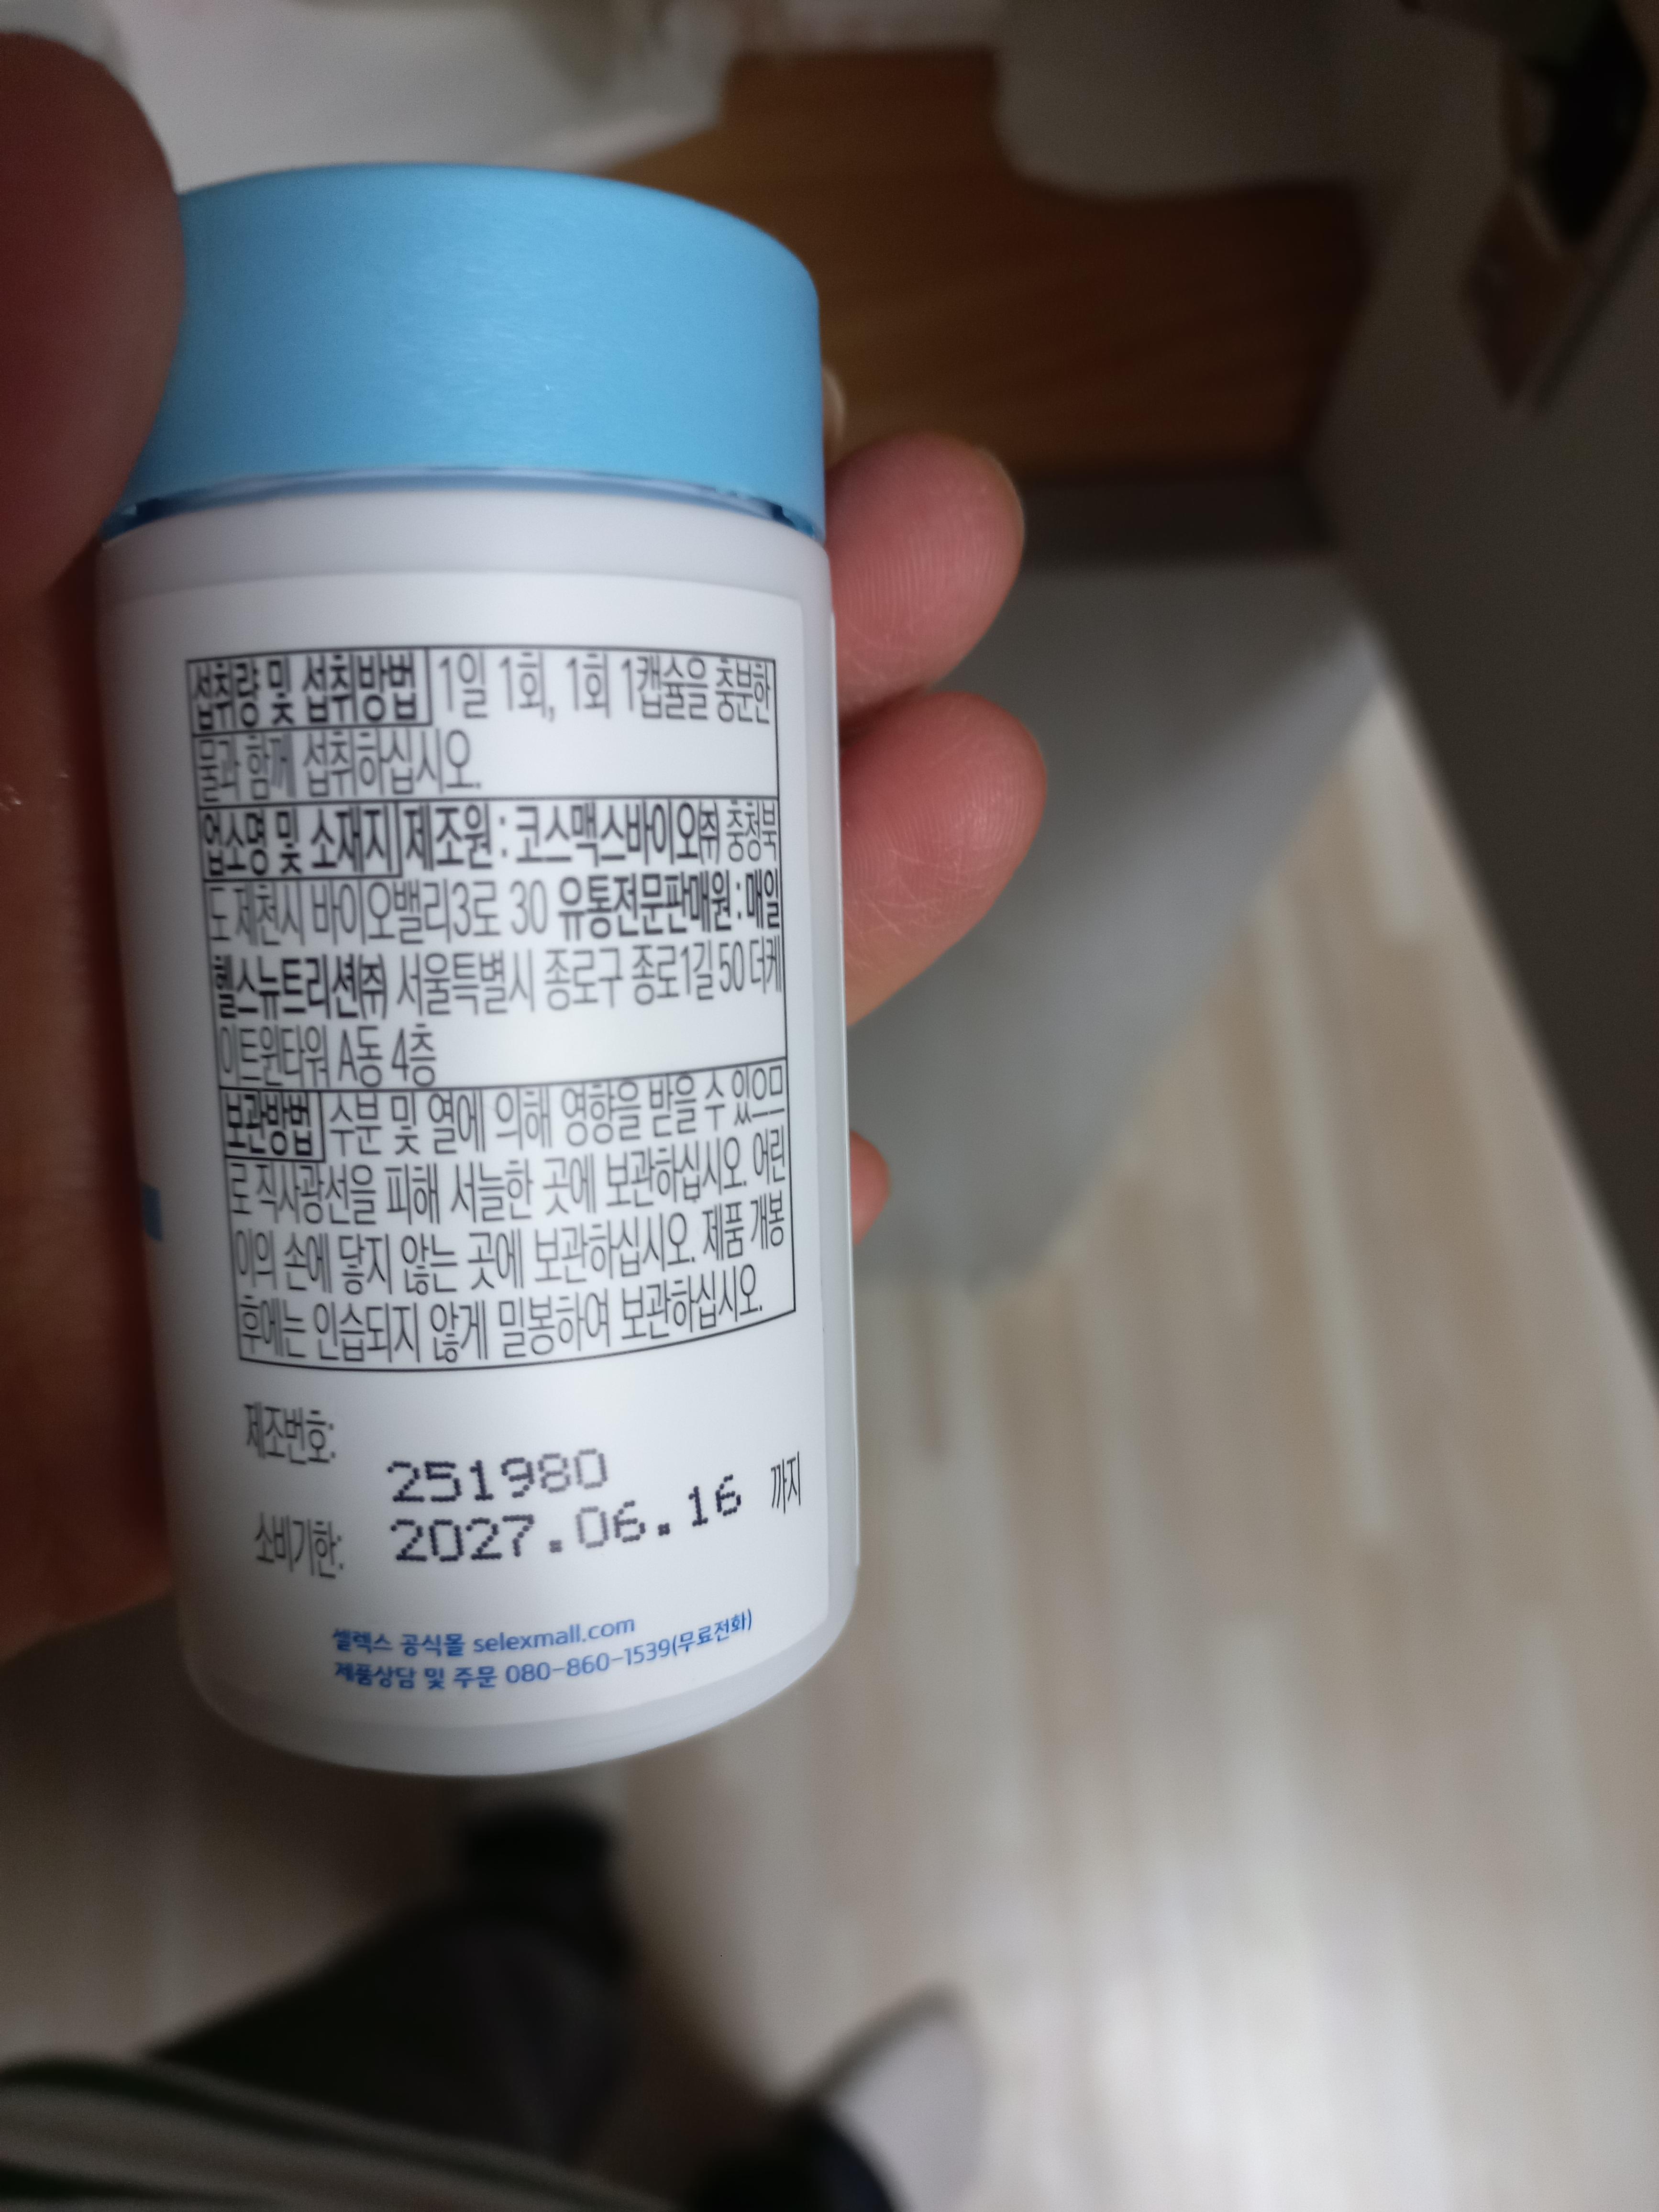 섭취량 및 섭취방법 1일 1회, 1회 1캡슐을 충분한
물과 함께 섭취하십시오.
업소명 및 소재지 제조원 : 코스맥스바이오㈜ 충청북
도 제천시 바이오밸리3로 30 유통전문판매원 : 매일
헬스뉴트리션㈜ 서울특별시 종로구 종로1길 50 더케
이트윈타워 A동 4층
보관방법 수분 및 열에 의해 영향을 받을 수 있으므
로 직사광선을 피해 서늘한 곳에 보관하십시오. 어린
이의 손에 닿지 않는 곳에 보관하십시오. 제품 개봉
후에는 인습되지 않게 밀봉하여 보관하십시오.
제조번호:
251980
소비기한: 2027.06.16 까지
셀렉스 공식몰 selexmall.com
제품상담 및 주문 080-860-1539(무료전화)